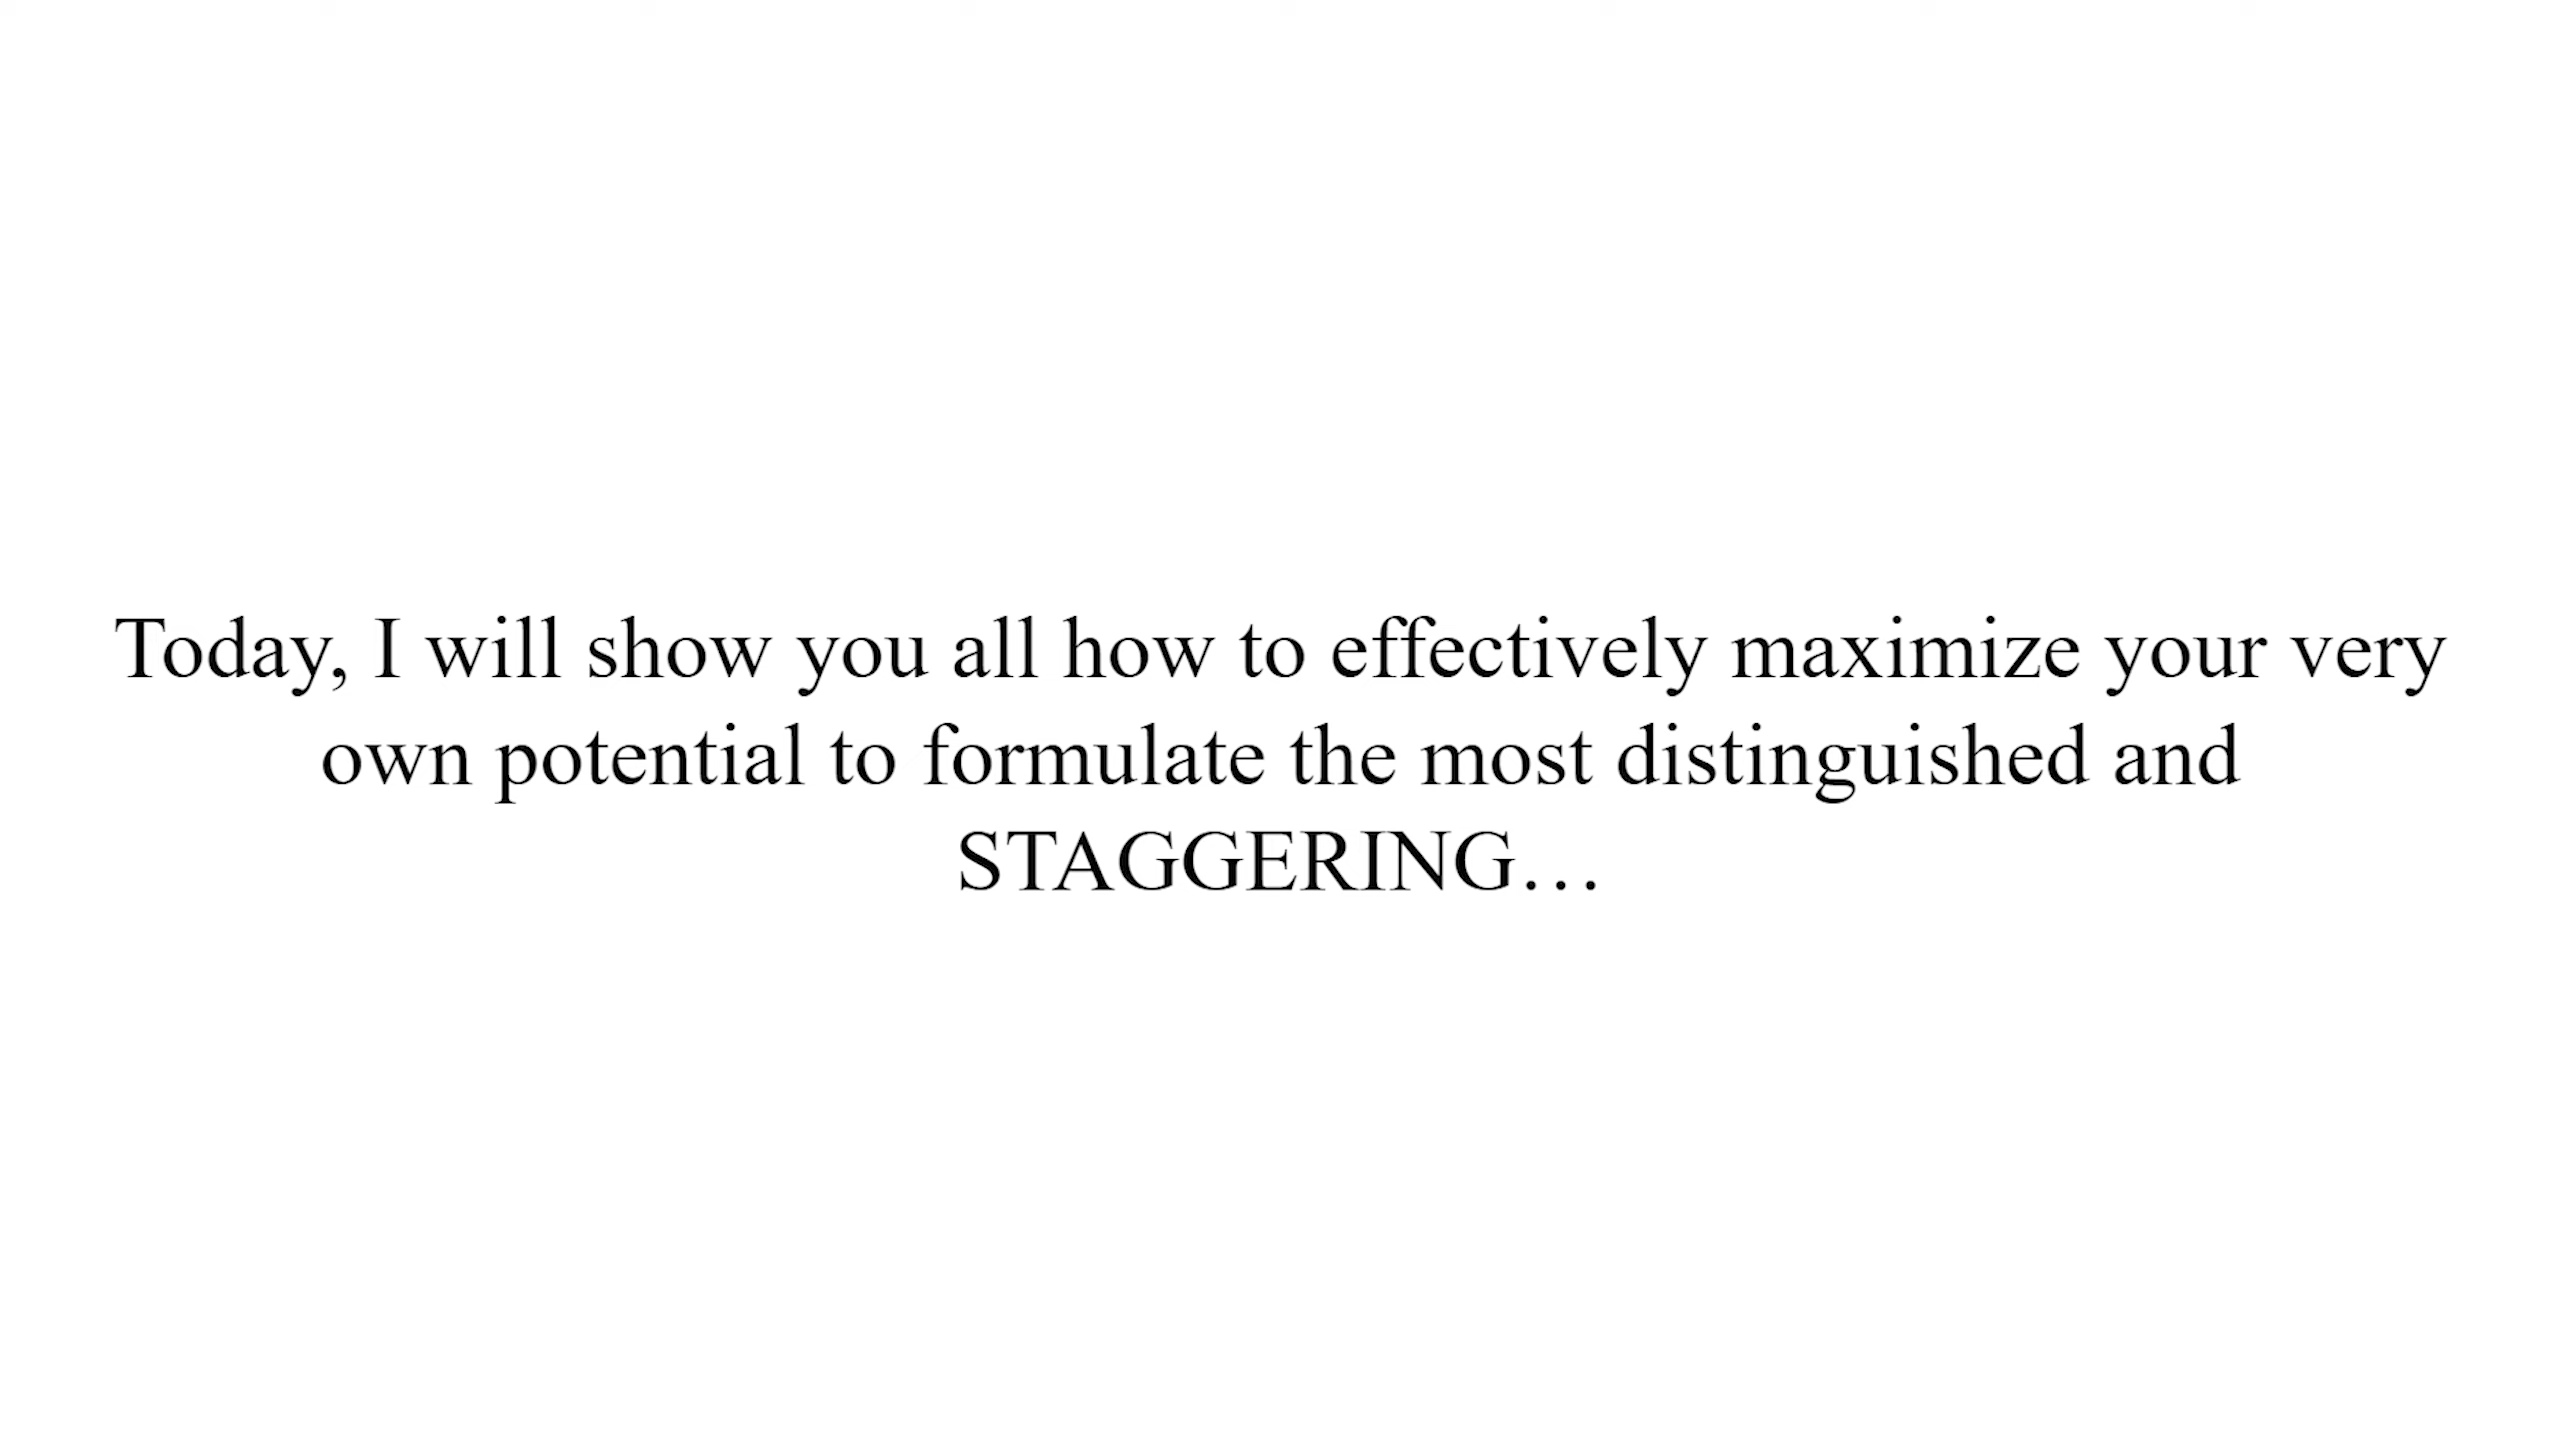 Today, I will show you all how to effectively maximize your very
own potential to formulate the most distinguished and
STAGGERING…